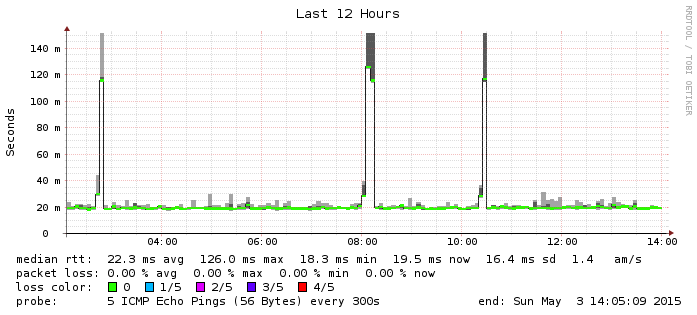 Last 12 Hours
RRDTOOL / TOBI OETIKER
Seconds
140 m
120 m
100 m
80 m
60 m
40 m
20 m
0
04:00 06:00 08:00 10:00 12:00 14:00
median rtt: 22.3 ms avg 126.0 ms max 18.3 ms min 19.5 ms now 16.4 ms sd 1.4 am/s
packet loss: 0.00 % avg 0.00 % max 0.00 % min 0.00 % now
loss color: 0 1/5 2/5 3/5 4/5
probe: 5 ICMP Echo Pings (56 Bytes) every 300s end: Sun May 3 14:05:09 2015